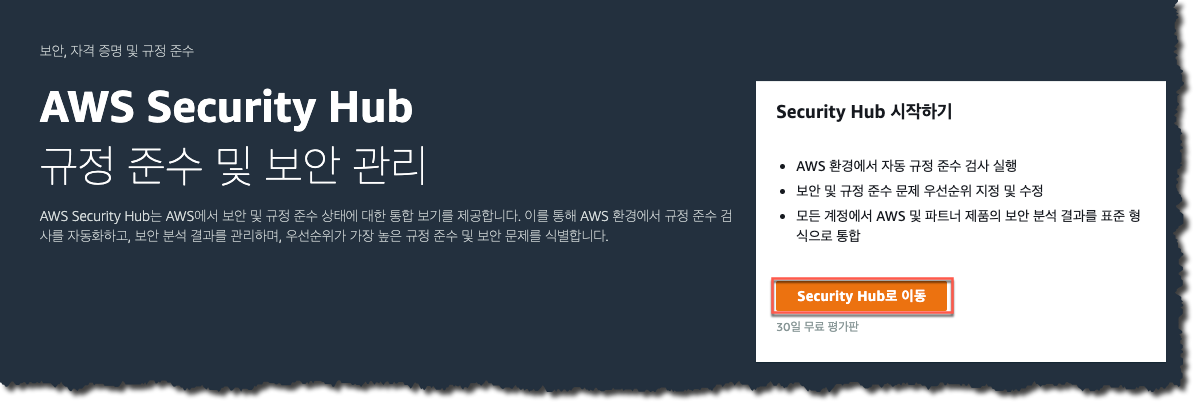 보안, 자격 증명 및 규정 준수
AWS Security Hub
규정 준수 및 보안 관리
AWS Security Hub는 AWS에서 보안 및 규정 준수 상태에 대한 통합 보기를 제공합니다. 이를 통해 AWS 환경에서 규정 준수 검
사를 자동화하고, 보안 분석 결과를 관리하며, 우선순위가 가장 높은 규정 준수 및 보안 문제를 식별합니다.
Security Hub 시작하기
• AWS 환경에서 자동 규정 준수 검사 실행
• 보안 및 규정 준수 문제 우선순위 지정 및 수정
• 모든 계정에서 AWS 및 파트너 제품의 보안 분석 결과를 표준 형
식으로 통합
Security Hub로 이동
30일 무료 평가판